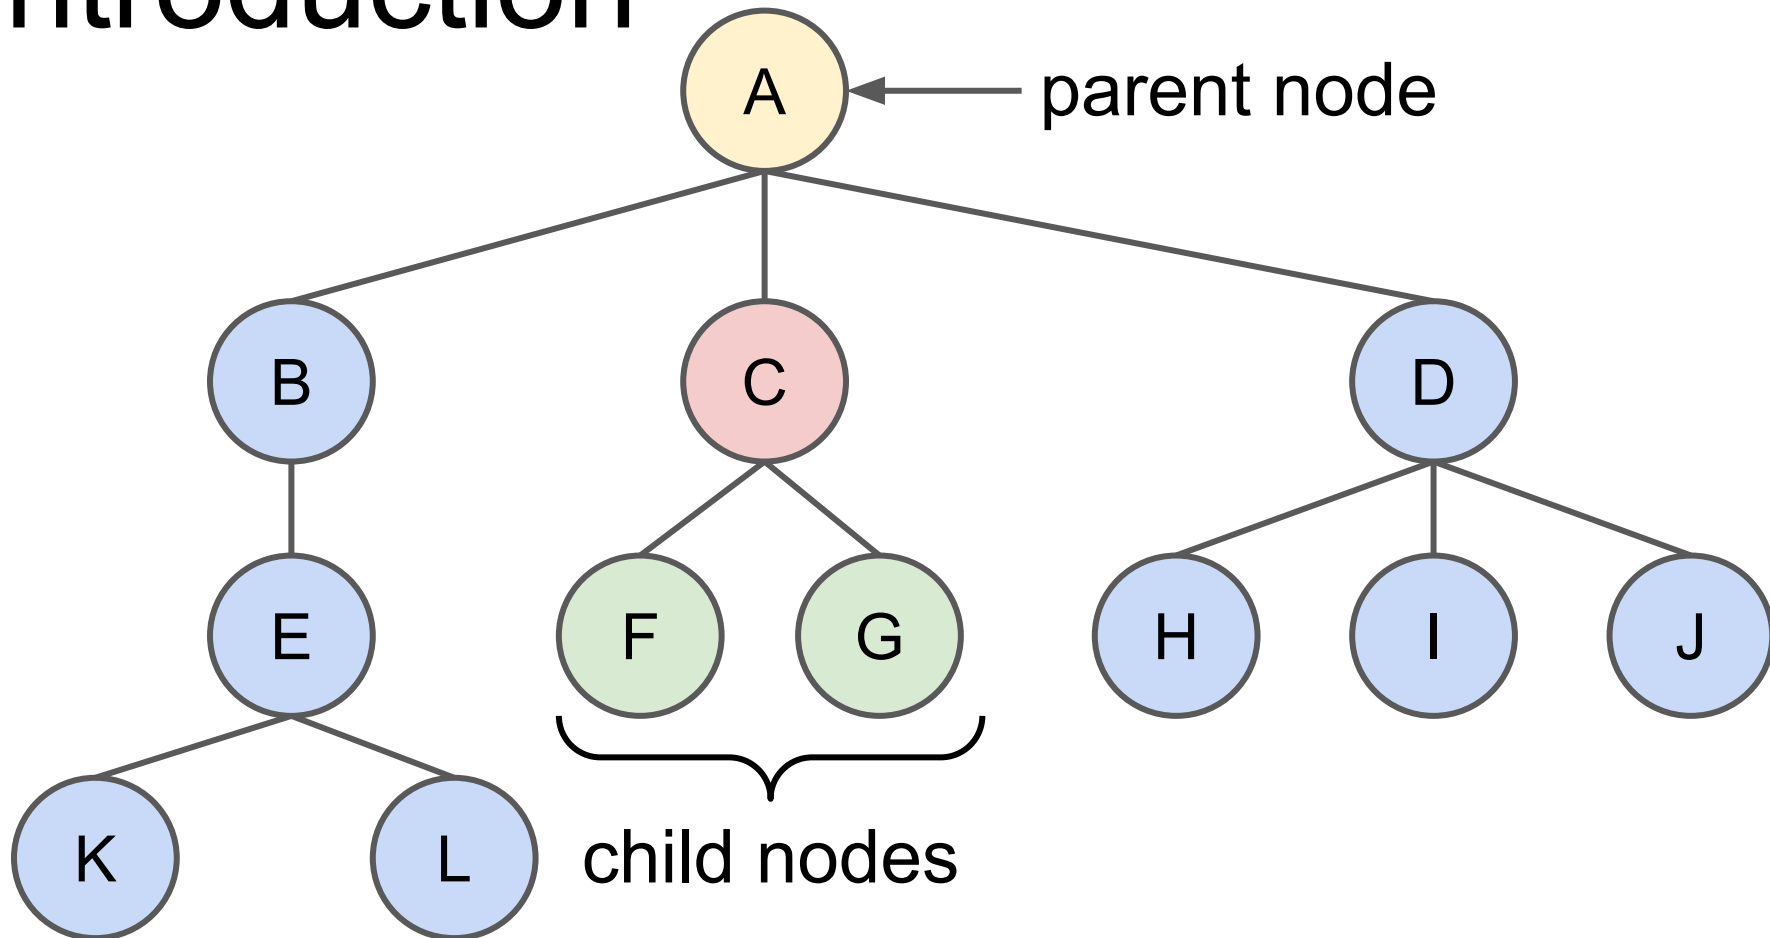 ntroduction
A
parent node
B
C
D
E
F
G
H
I
J
K
L
child nodes